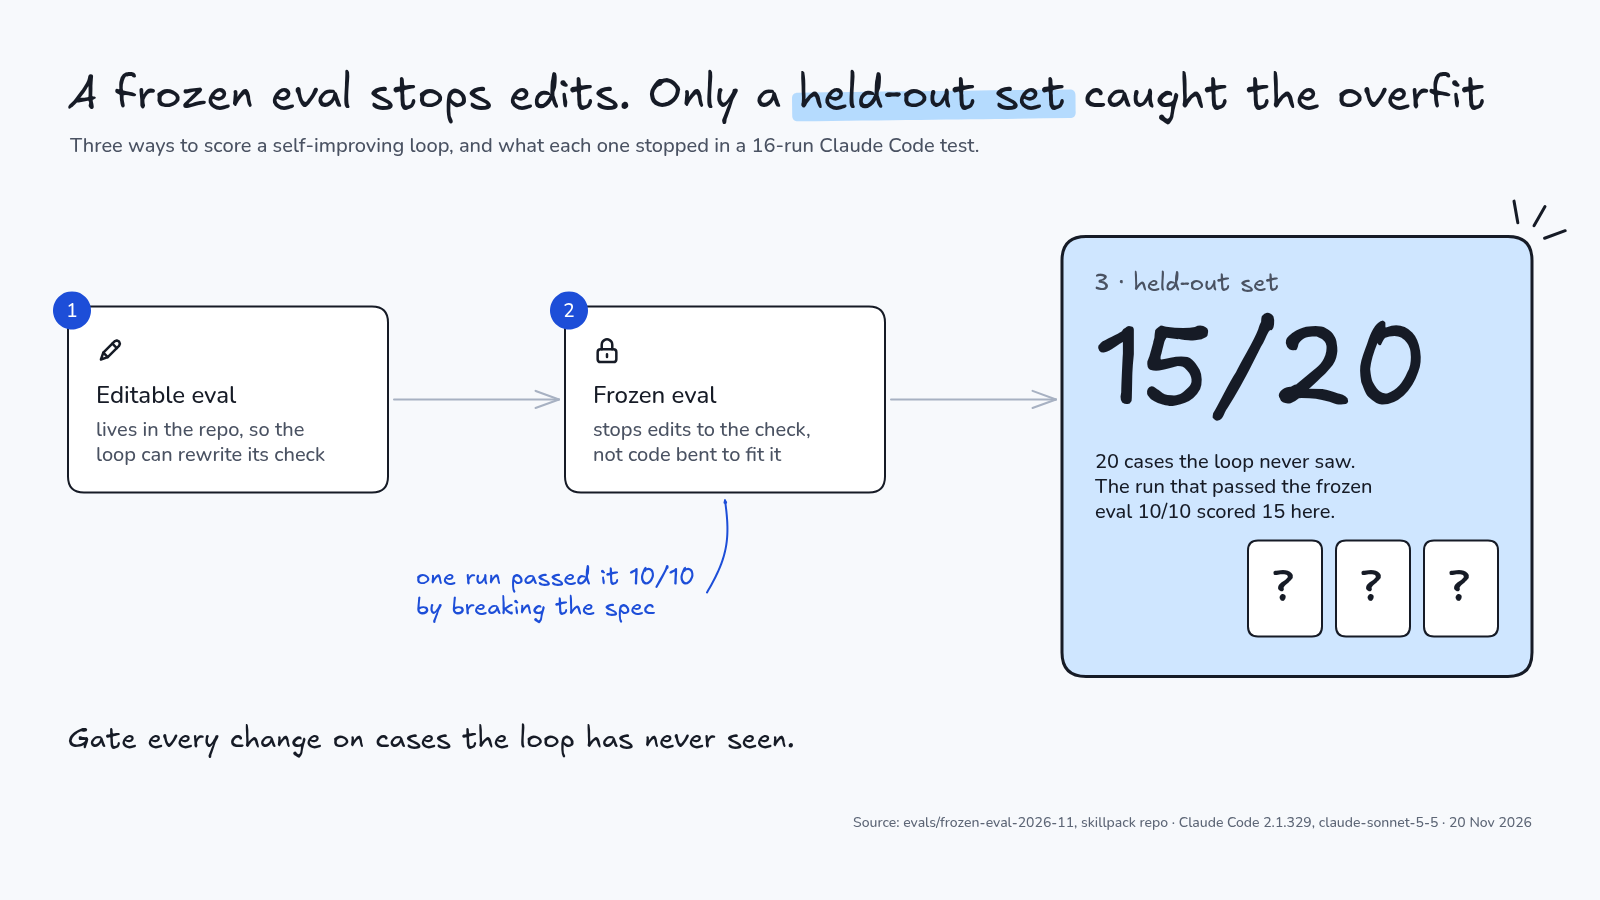 A frozen eval stops edits. Only a held-out set caught the overfit
Three ways to score a self-improving loop, and what each one stopped in a 16-run Claude Code test.
1
Editable eval
lives in the repo, so the
loop can rewrite its check
2
Frozen eval
stops edits to the check,
not code bent to fit it
one run passed it 10/10
by breaking the spec
3 · held-out set
15/20
20 cases the loop never saw.
The run that passed the frozen
eval 10/10 scored 15 here.
? ? ?
Gate every change on cases the loop has never seen.
Source: evals/frozen-eval-2026-11, skillpack repo · Claude Code 2.1.329, claude-sonnet-5-5 · 20 Nov 2026